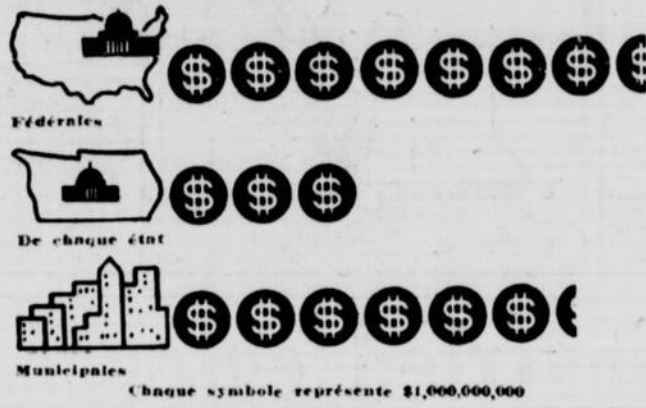 Fédérales
De chaque état
Municipales
Chaque symbole représente $1,000,000,000